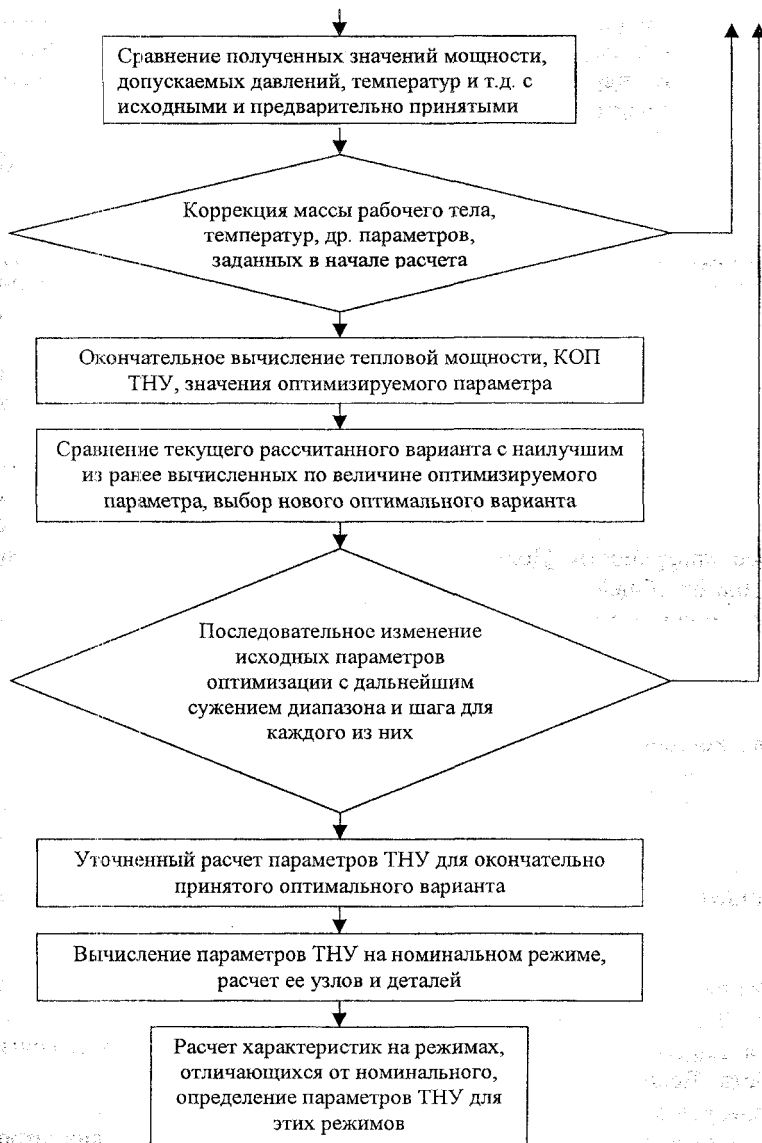 Сравнение полученных значений мощности,
допускаемых давлений, температур и т.д. с
исходными и предварительно принятыми
Коррекция массы рабочего тела,
температур, др. параметров,
заданных в начале расчета
Окончательное вычисление тепловой мощности, КОП
ТНУ, значения оптимизируемого параметра
Сравнение текущего рассчитанного варианта с наилучшим
из ранее вычисленных по величине оптимизируемого
параметра, выбор нового оптимального варианта
Последовательное изменение
исходных параметров
оптимизации с дальнейшим
сужением диапазона и шага для
каждого из них
Уточненный расчет параметров ТНУ для окончательно
принятого оптимального варианта
Вычисление параметров ТНУ на номинальном режиме,
расчет ее узлов и деталей
Расчет характеристик на режимах,
отличающихся от номинального,
определение параметров ТНУ для
этих режимов